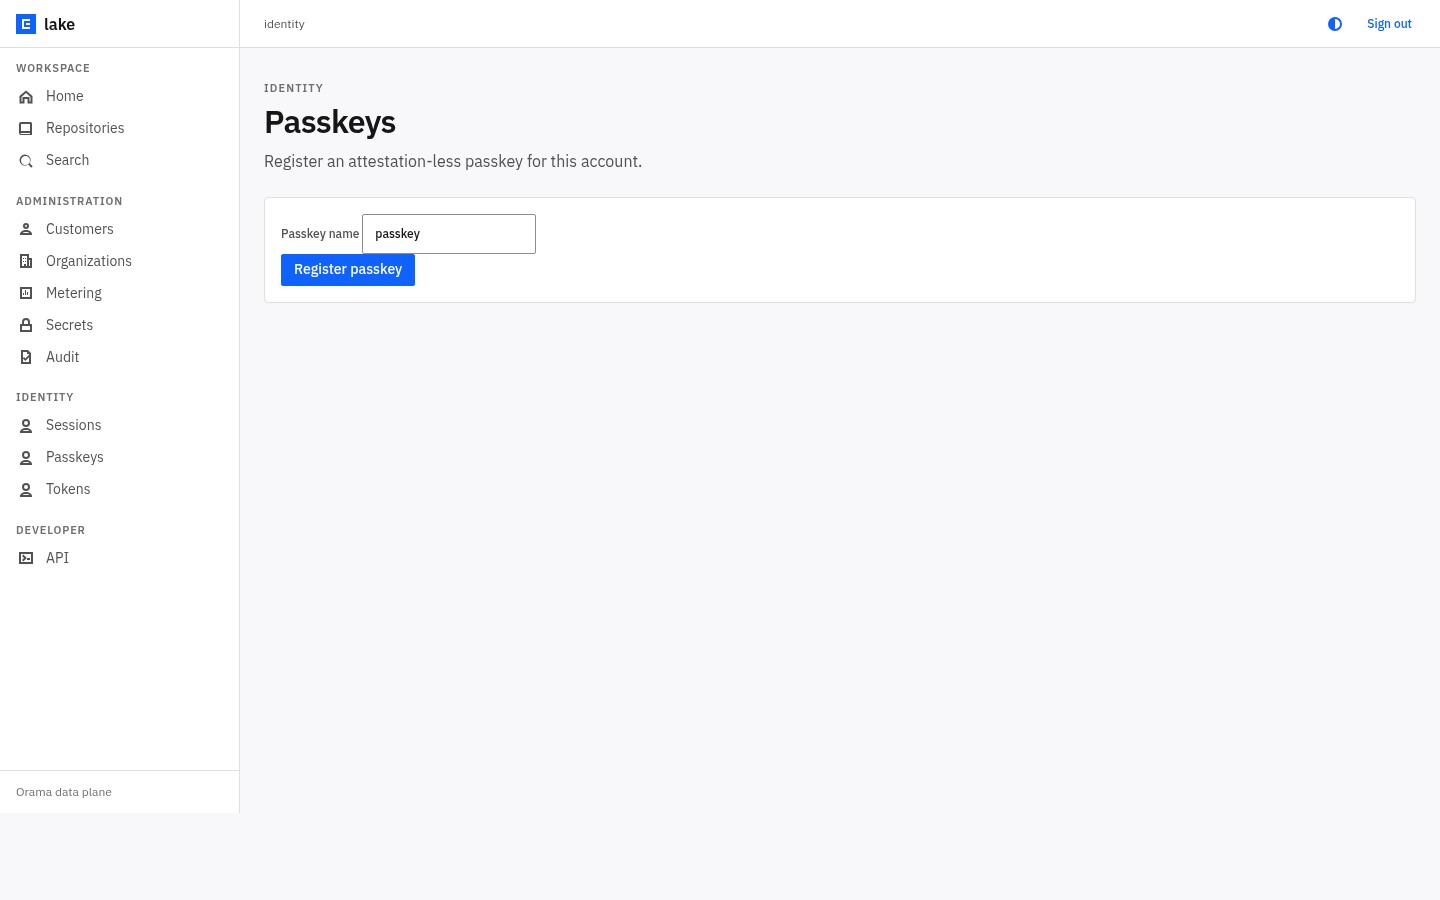 lake
identity
Sign out
WORKSPACE
Home
Repositories
Search
ADMINISTRATION
Customers
Organizations
Metering
Secrets
Audit
IDENTITY
Sessions
Passkeys
Tokens
DEVELOPER
API
Orama data plane
IDENTITY
Passkeys
Register an attestation-less passkey for this account.
Passkey name passkey
Register passkey